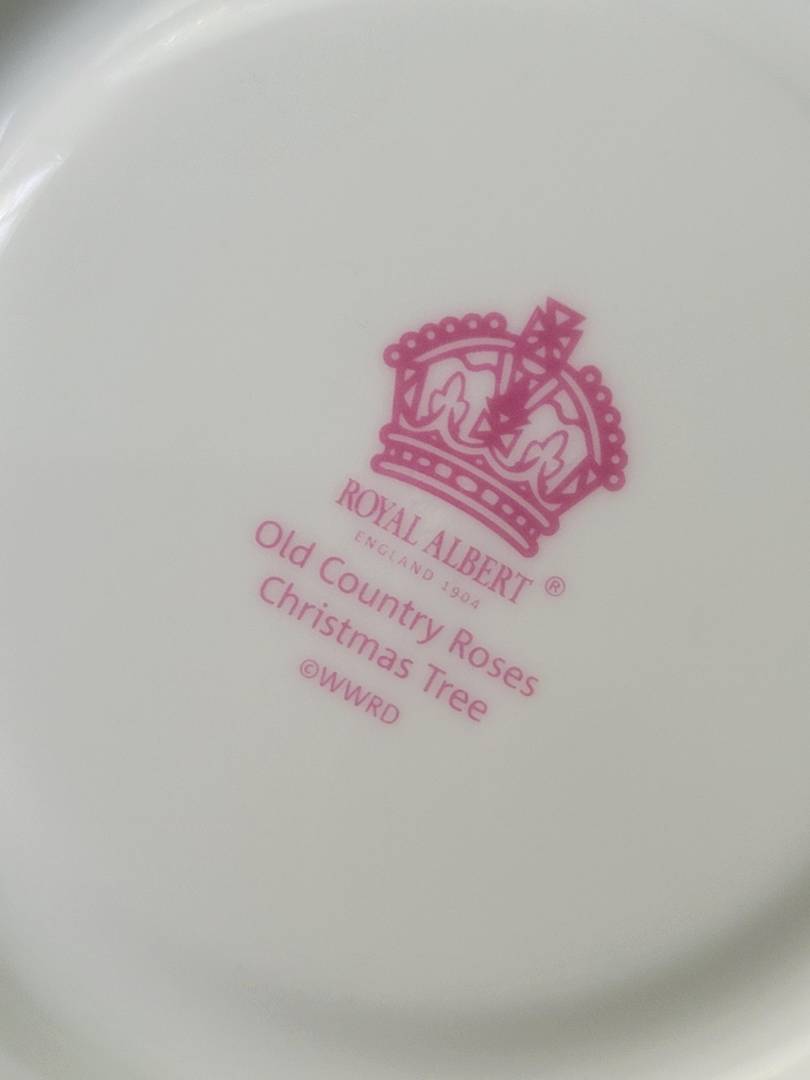 ROYAL ALBERT ®
ENGLAND 1904
Old Country Roses
Christmas Tree
©WWRD